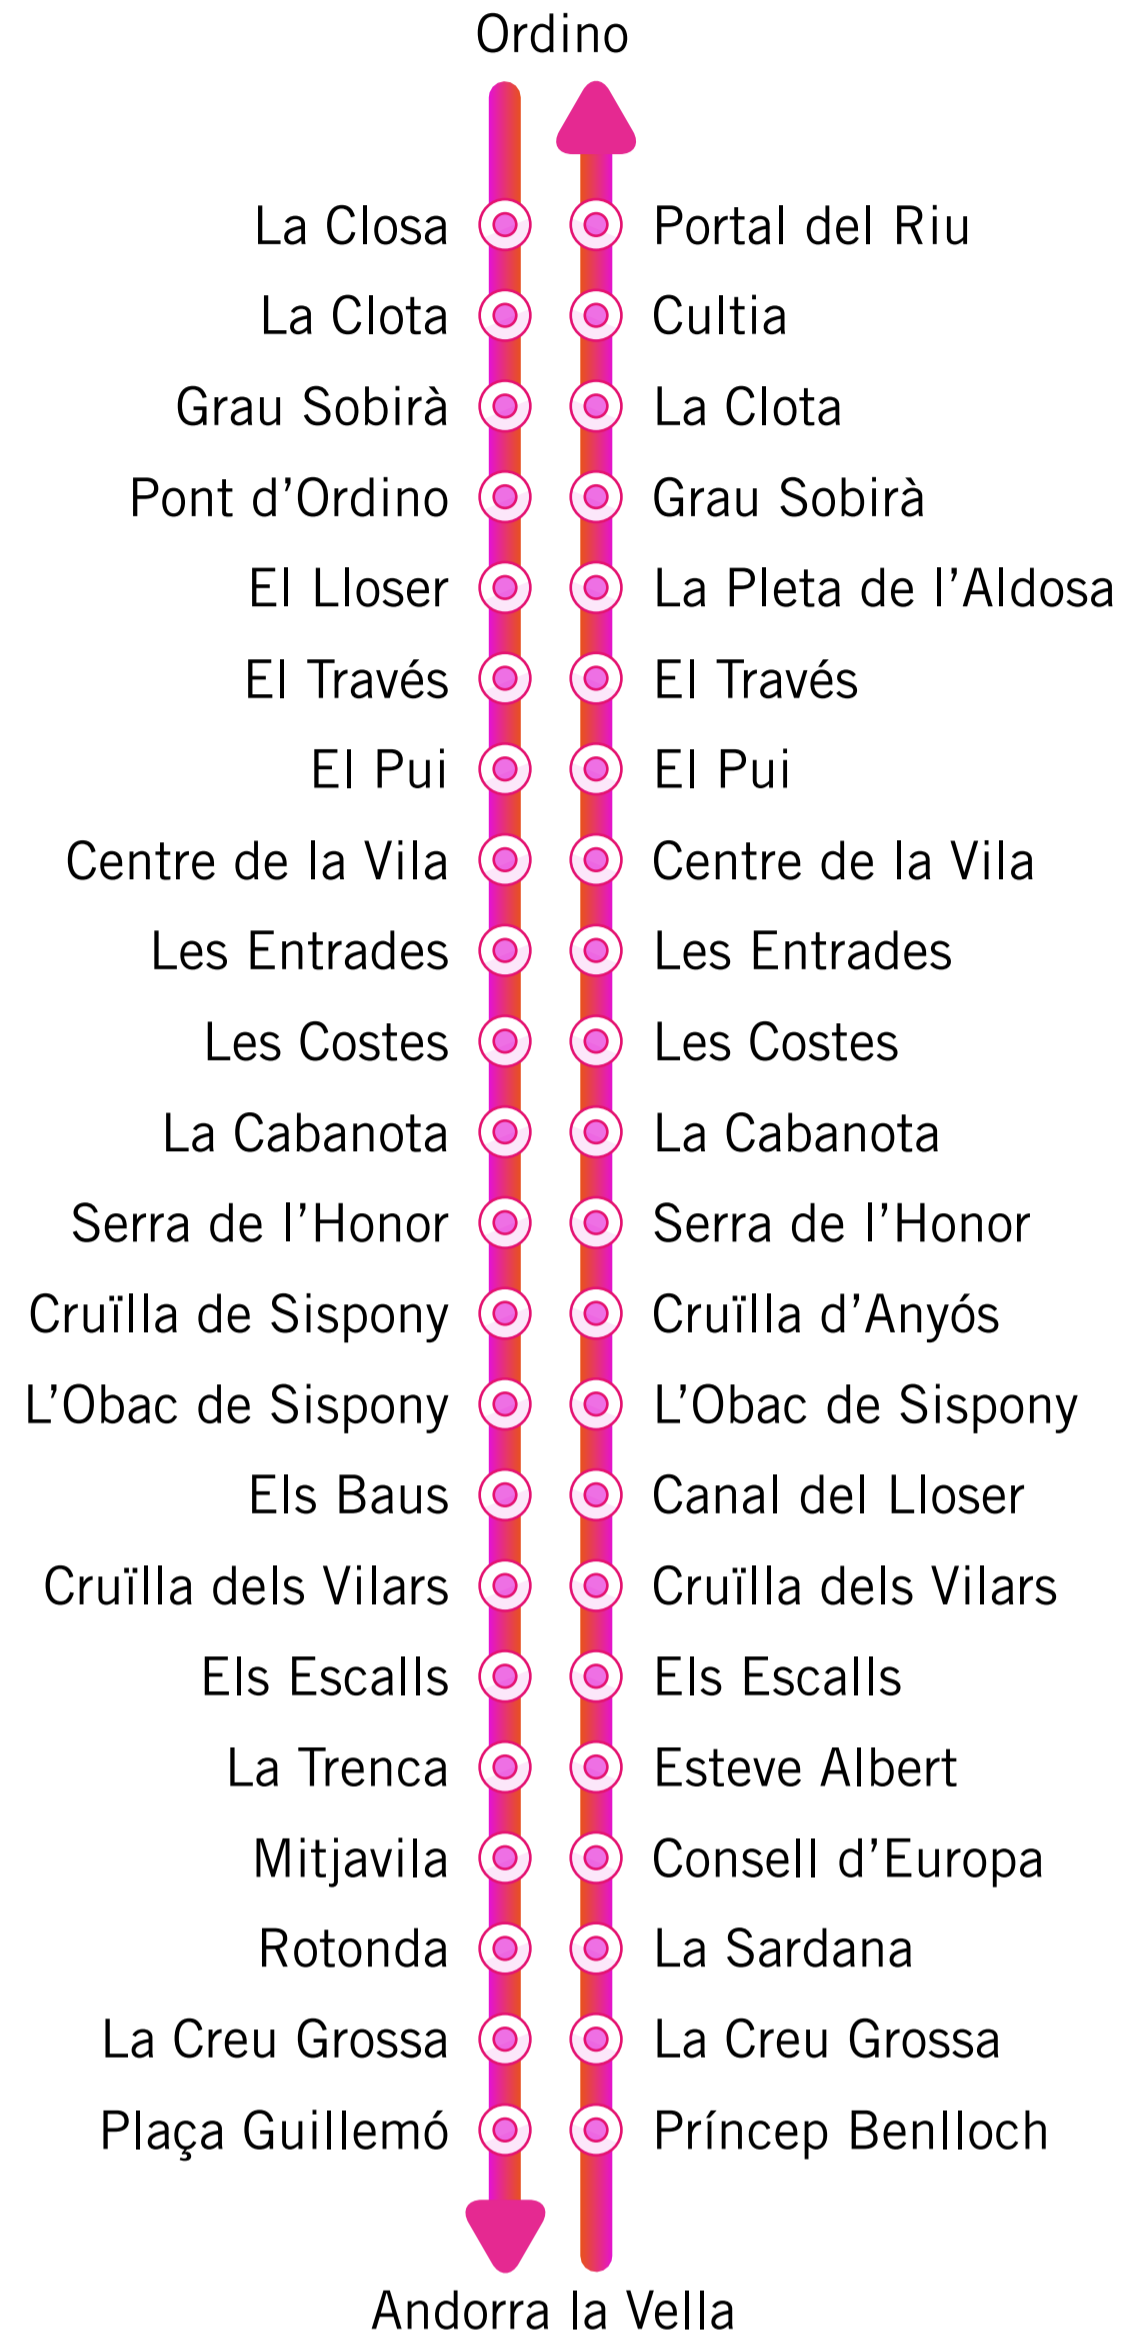 Ordino
La Closa
Portal del Riu
La Clota
Cultia
Grau Sobirà
La Clota
Pont d’Ordino
Grau Sobirà
El Lloser
La Pleta de l’Aldosa
El Través
El Través
El Pui
El Pui
Centre de la Vila
Centre de la Vila
Les Entrades
Les Entrades
Les Costes
Les Costes
La Cabanota
La Cabanota
Serra de l’Honor
Serra de l’Honor
Cruïlla de Sispony
Cruïlla d’Anyós
L’Obac de Sispony
L’Obac de Sispony
Els Baus
Canal del Lloser
Cruïlla dels Vilars
Cruïlla dels Vilars
Els Escalls
Els Escalls
La Trenca
Esteve Albert
Mitjavila
Consell d’Europa
Rotonda
La Sardana
La Creu Grossa
La Creu Grossa
Plaça Guillemó
Príncep Benlloch
Andorra la Vella